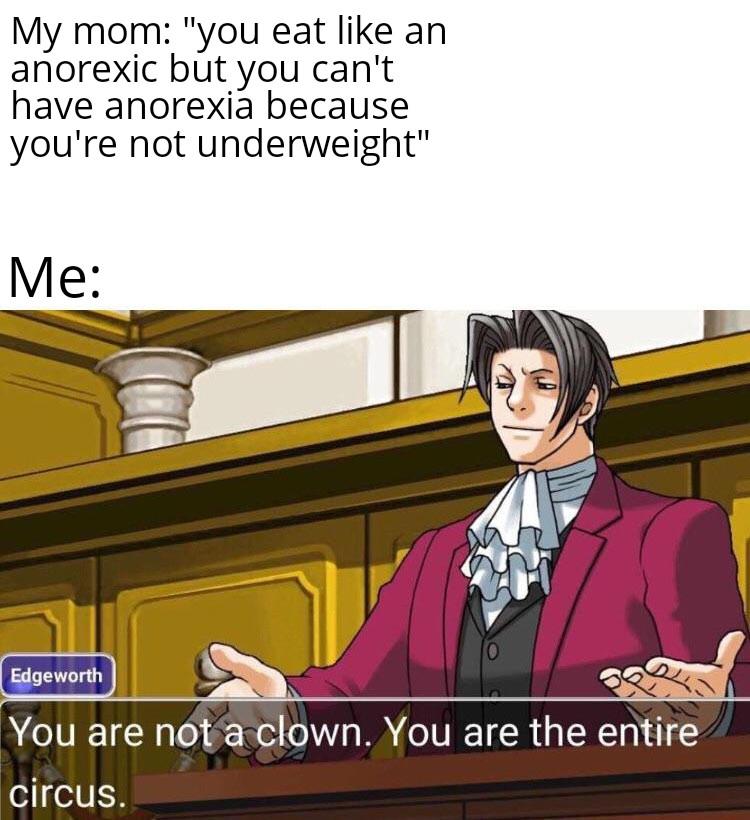 My mom: "you eat like an
anorexic but you can't
have anorexia because
you're not underweight"
Me:
Edgeworth
You are not a clown. You are the entire
circus.